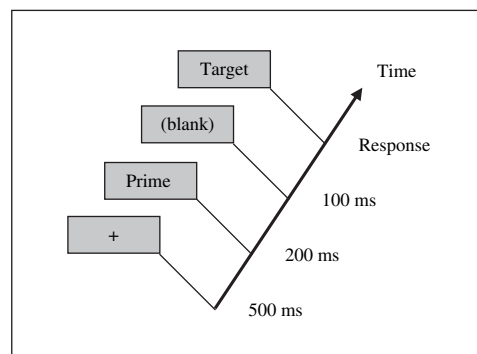 Target
Time
(blank)
Response
Prime
100 ms
+
200 ms
500 ms